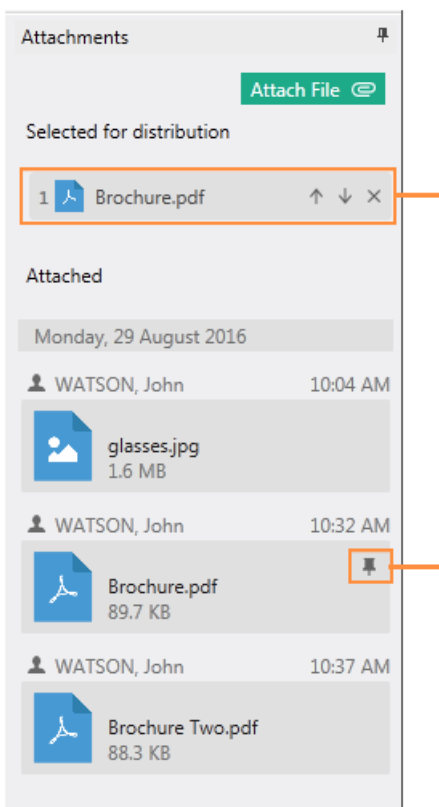 Attachments
Attach File
Selected for distribution
1 Brochure.pdf
Attached
Monday, 29 August 2016
WATSON, John 10:04 AM
glasses.jpg
1.6 MB
WATSON, John 10:32 AM
Brochure.pdf
89.7 KB
WATSON, John 10:37 AM
Brochure Two.pdf
88.3 KB